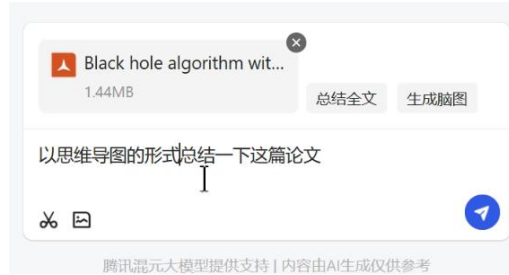 Black hole algorithm wit...
1.44MB
总结全文 生成脑图
以思维导图的形式总结一下这篇论文
腾讯混元大模型提供支持 | 内容由AI生成仅供参考